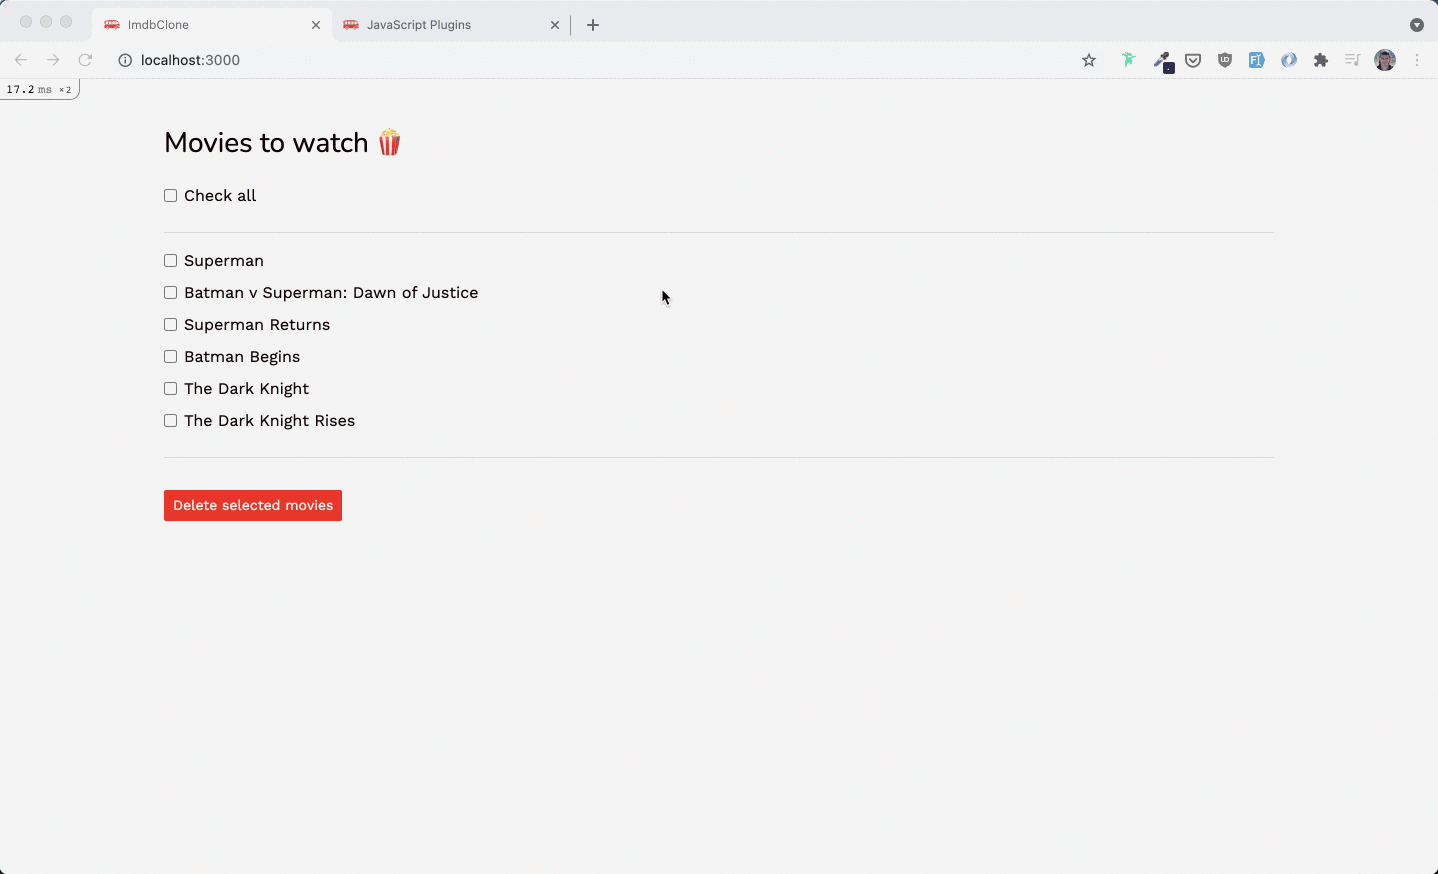 ImdbClone
JavaScript Plugins
localhost:3000
17.2 ms ×2
Movies to watch 🍿
Check all
Superman
Batman v Superman: Dawn of Justice
Superman Returns
Batman Begins
The Dark Knight
The Dark Knight Rises
Delete selected movies